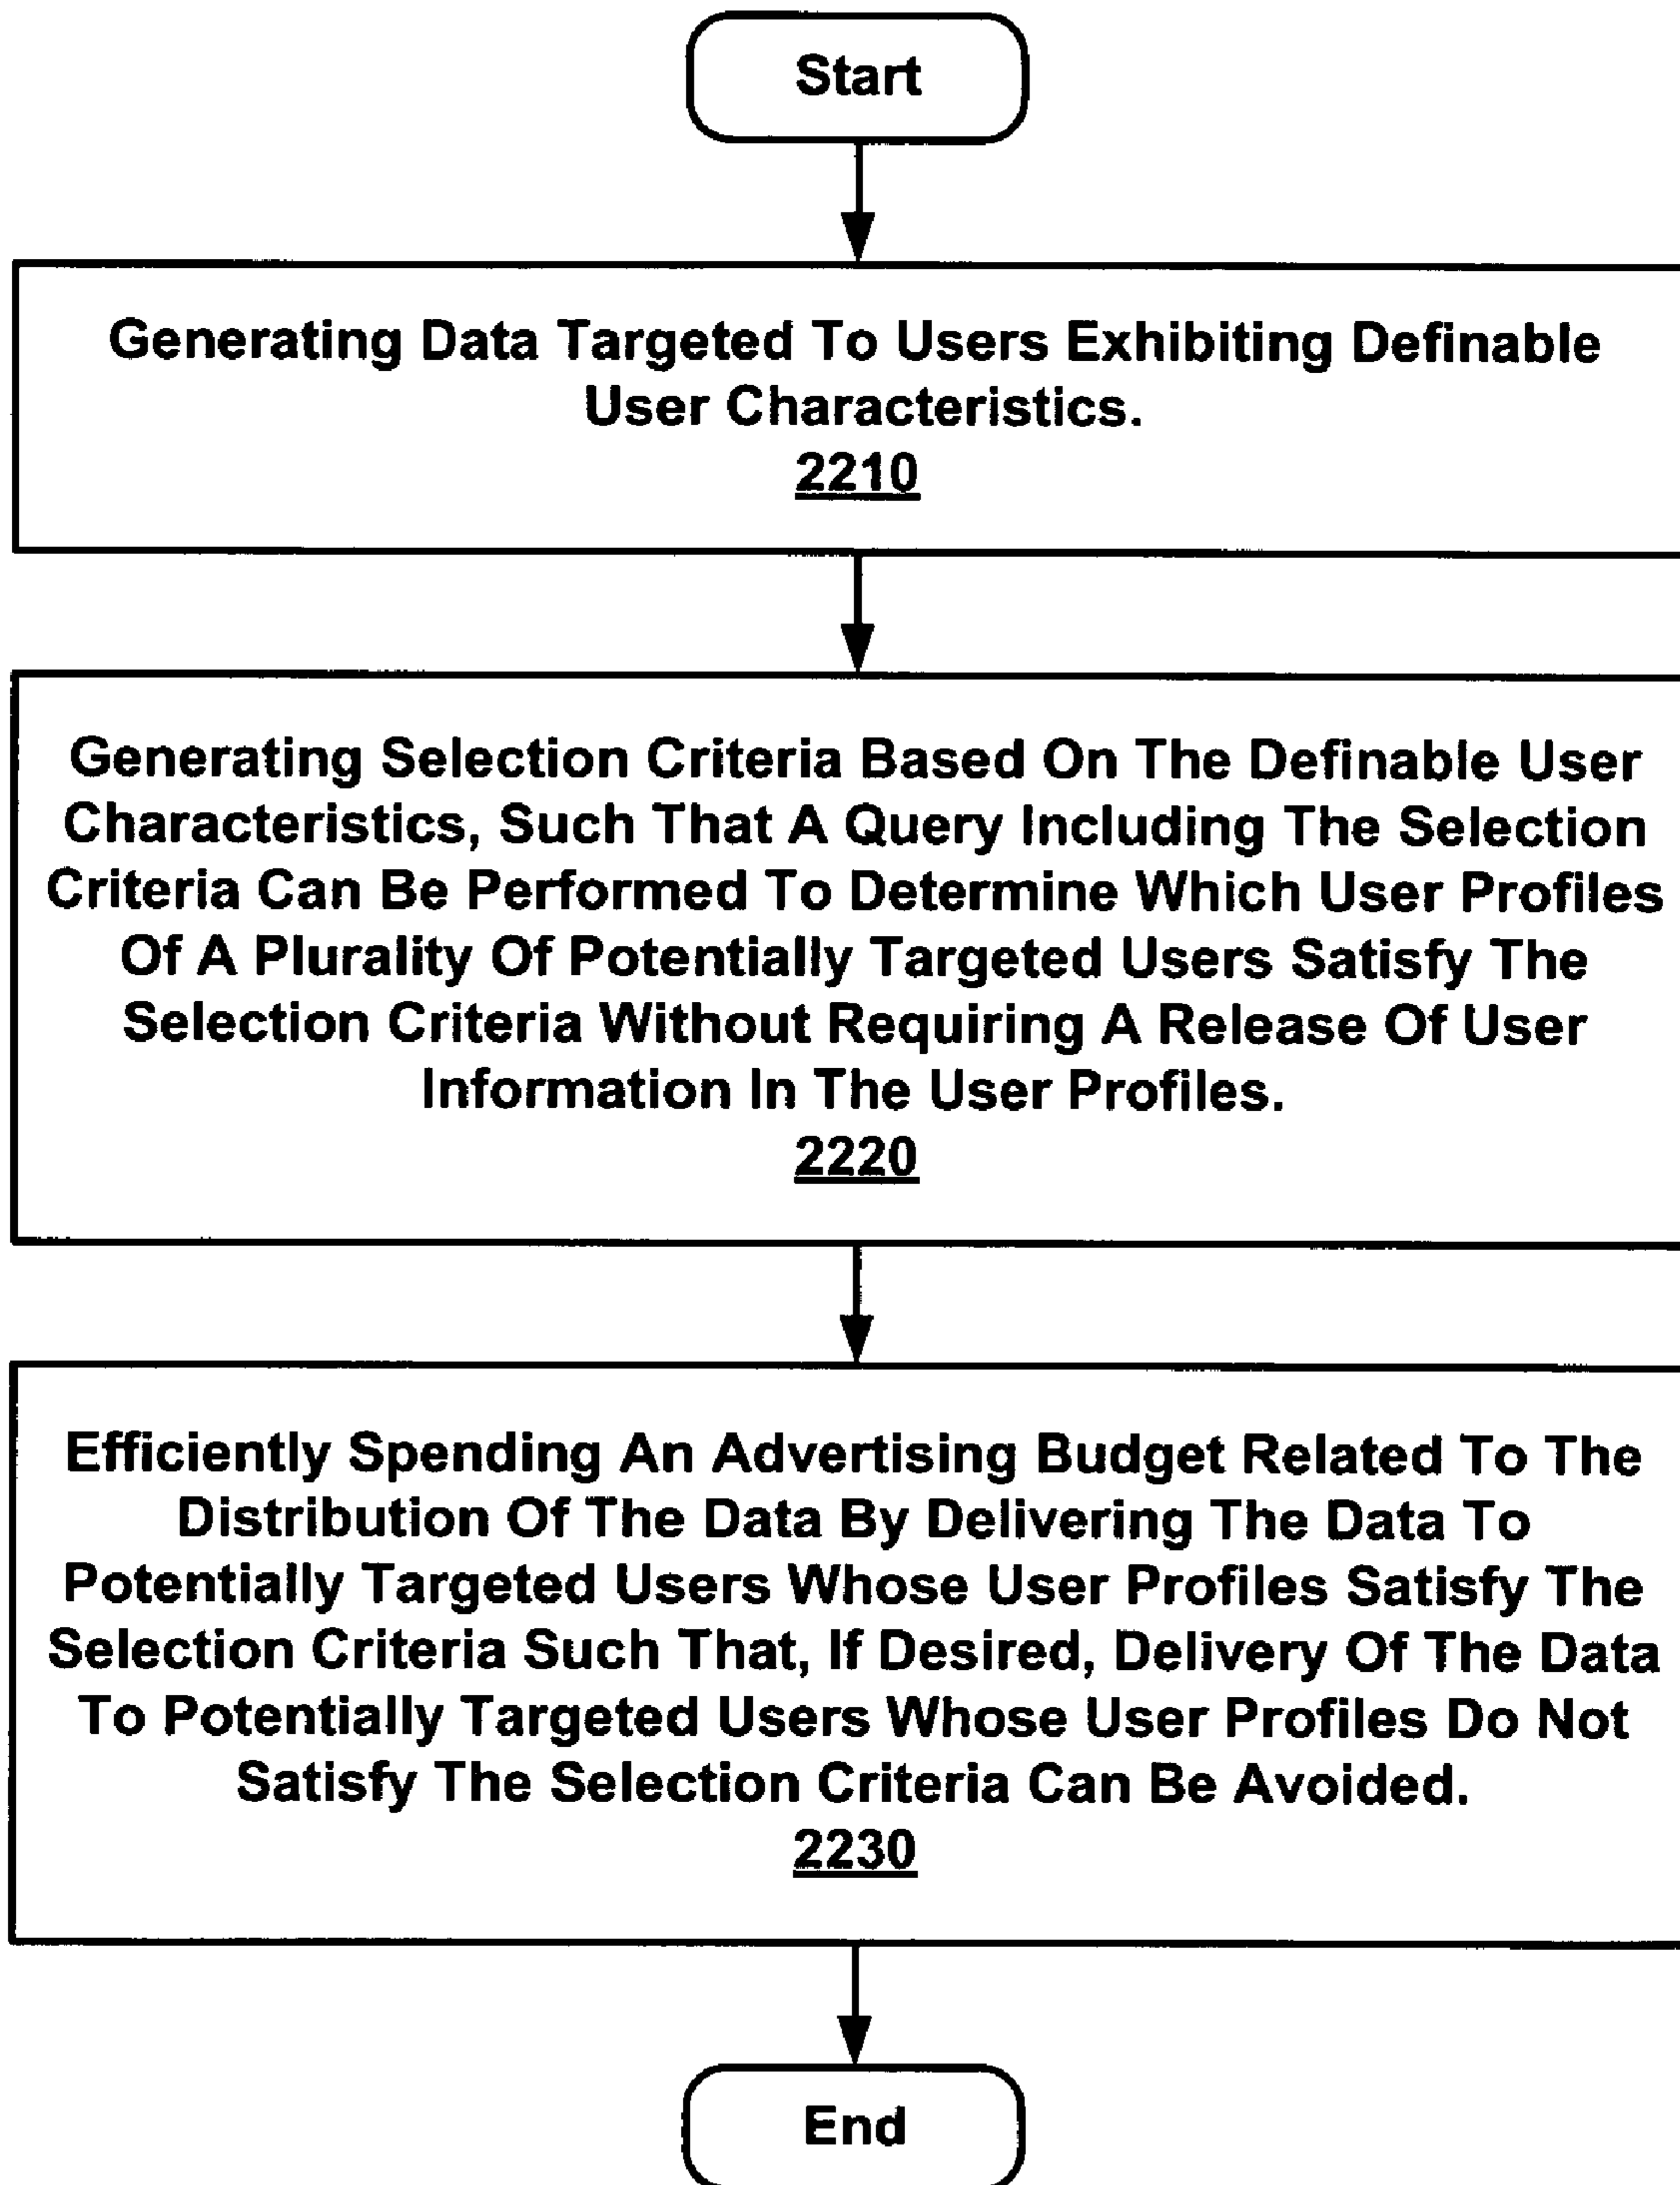 Start
Generating Data Targeted To Users Exhibiting Definable
User Characteristics.
2210
Generating Selection Criteria Based On The Definable User
Characteristics, Such That A Query Including The Selection
Criteria Can Be Performed To Determine Which User Profiles
Of A Plurality Of Potentially Targeted Users Satisfy The
Selection Criteria Without Requiring A Release Of User
Information In The User Profiles.
2220
Efficiently Spending An Advertising Budget Related To The
Distribution Of The Data By Delivering The Data To
Potentially Targeted Users Whose User Profiles Satisfy The
Selection Criteria Such That, If Desired, Delivery Of The Data
To Potentially Targeted Users Whose User Profiles Do Not
Satisfy The Selection Criteria Can Be Avoided.
2230
End